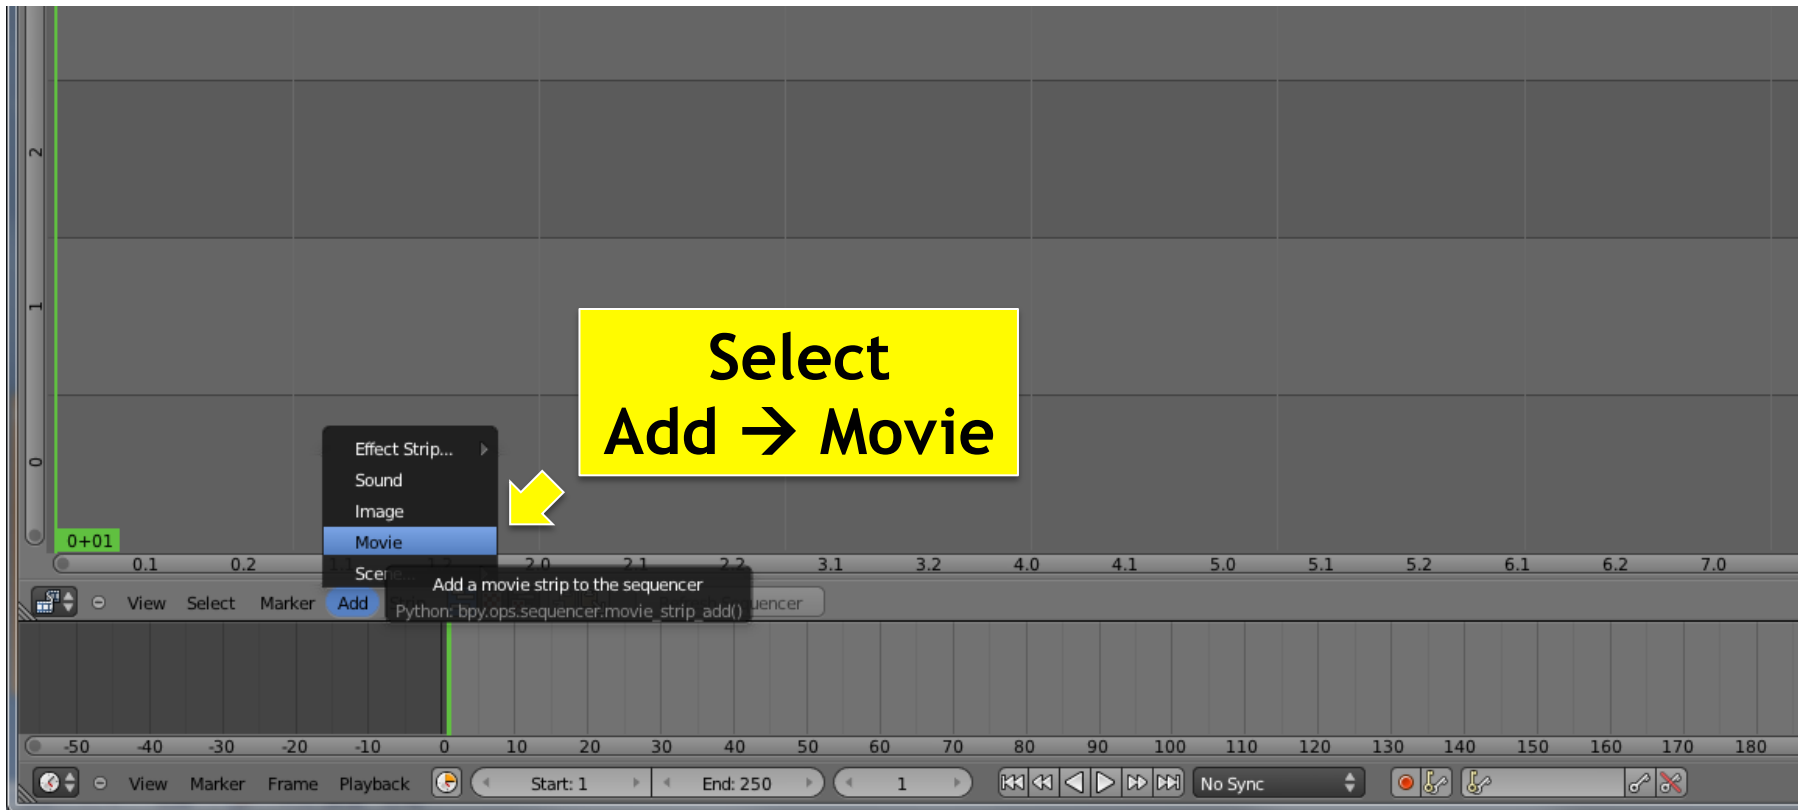 2
1
Select
Add → Movie
Effect Strip...
Sound
Image
Movie
Scene...
0
0+01
0.1 0.2 2.0 2.1 2.2 3.1 3.2 4.0 4.1 5.0 5.1 5.2 6.1 6.2 7.0
Add a movie strip to the sequencer
Python: bpy.ops.sequencer.movie_strip_add()
View Select Marker Add
-50 -40 -30 -20 -10 0 10 20 30 40 50 60 70 80 90 100 110 120 130 140 150 160 170 180
View Marker Frame Playback Start: 1 End: 250 1 No Sync